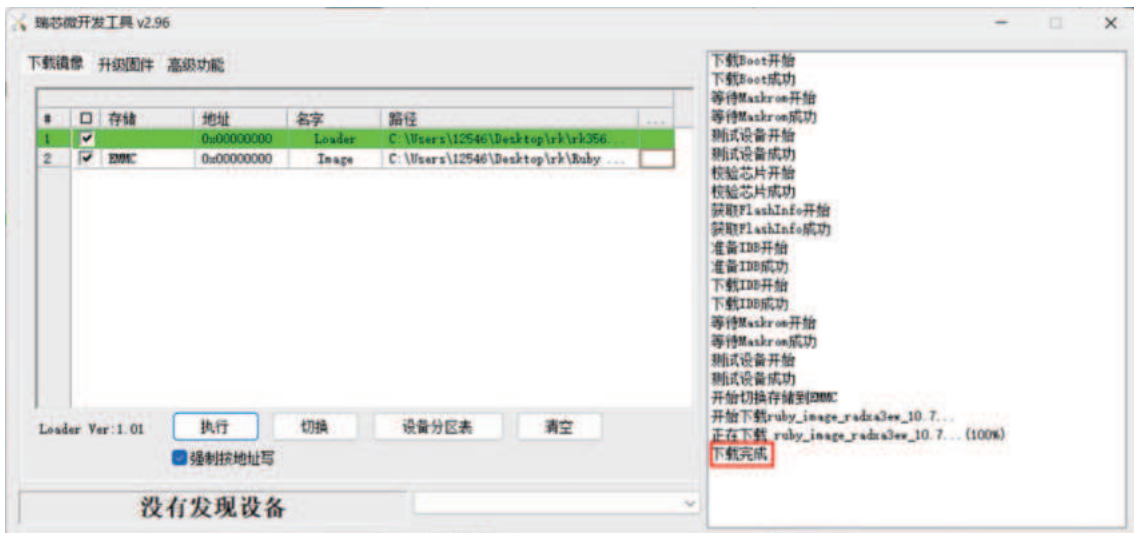 瑞芯微开发工具 v2.96
下载镜像 升级固件 高级功能
# 存储 地址 名字 路径 ...
1 0x00000000 Loader C:\Users\12546\Desktop\rk\rk356...
2 EMMC 0x00000000 Image C:\Users\12546\Desktop\rk\Ruby ...
Loader Ver:1.01 执行 切换 设备分区表 清空
强制按地址写
没有发现设备
下载Boot开始
下载Boot成功
等待Maskrom开始
等待Maskrom成功
测试设备开始
测试设备成功
校验芯片开始
校验芯片成功
获取FlashInfo开始
获取FlashInfo成功
准备IDB开始
准备IDB成功
下载IDB开始
下载IDB成功
等待Maskrom开始
等待Maskrom成功
测试设备开始
测试设备成功
开始切换存储到EMMC
开始下载ruby_image_radxa3ew_10.7...
正在下载 ruby_image_radxa3ew_10.7...(100%)
下载完成